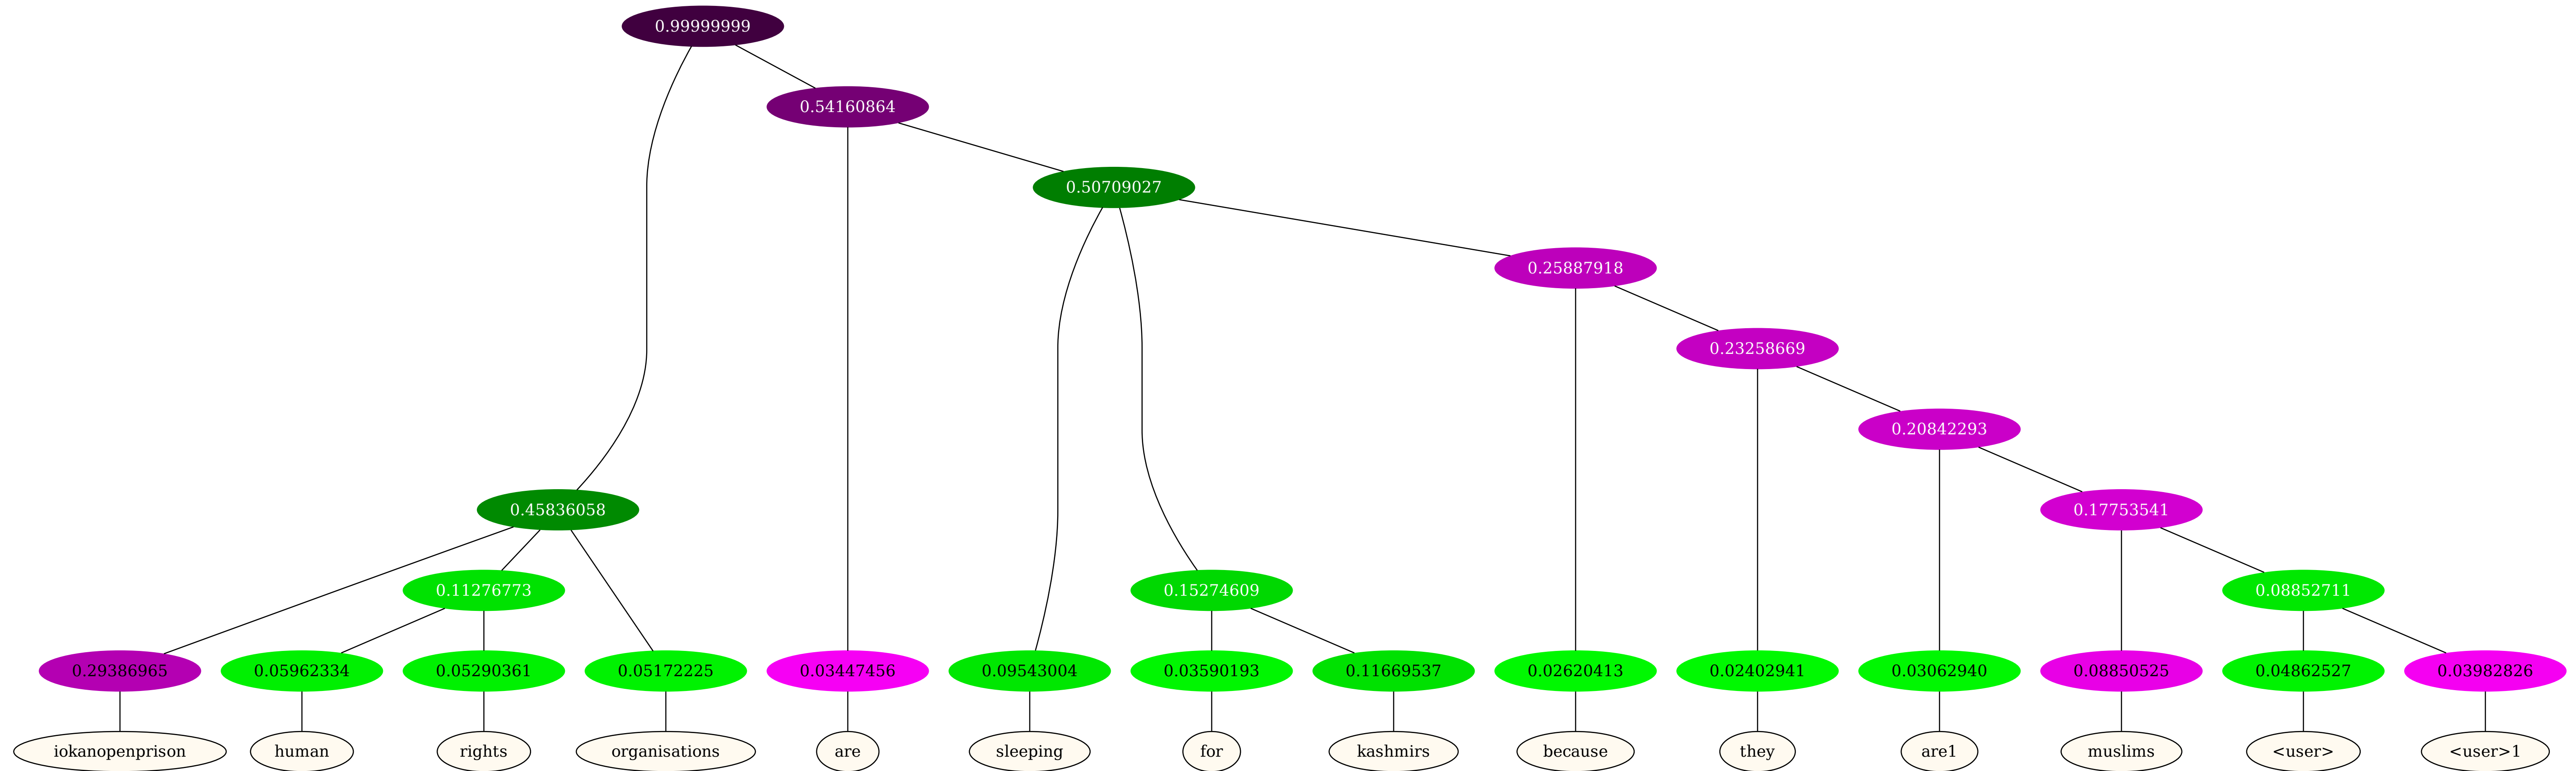 0.99999999
0.54160864
0.50709027
0.25887918
0.23258669
0.20842293
0.45836058 0.17753541
0.11276773 0.15274609 0.08852711
0.29386965 0.05962334 0.05290361 0.05172225 0.03447456 0.09543004 0.03590193 0.11669537 0.02620413 0.02402941 0.03062940 0.08850525 0.04862527 0.03982826
iokanopenprison human rights organisations are sleeping for kashmirs because they are1 muslims <user> <user>1